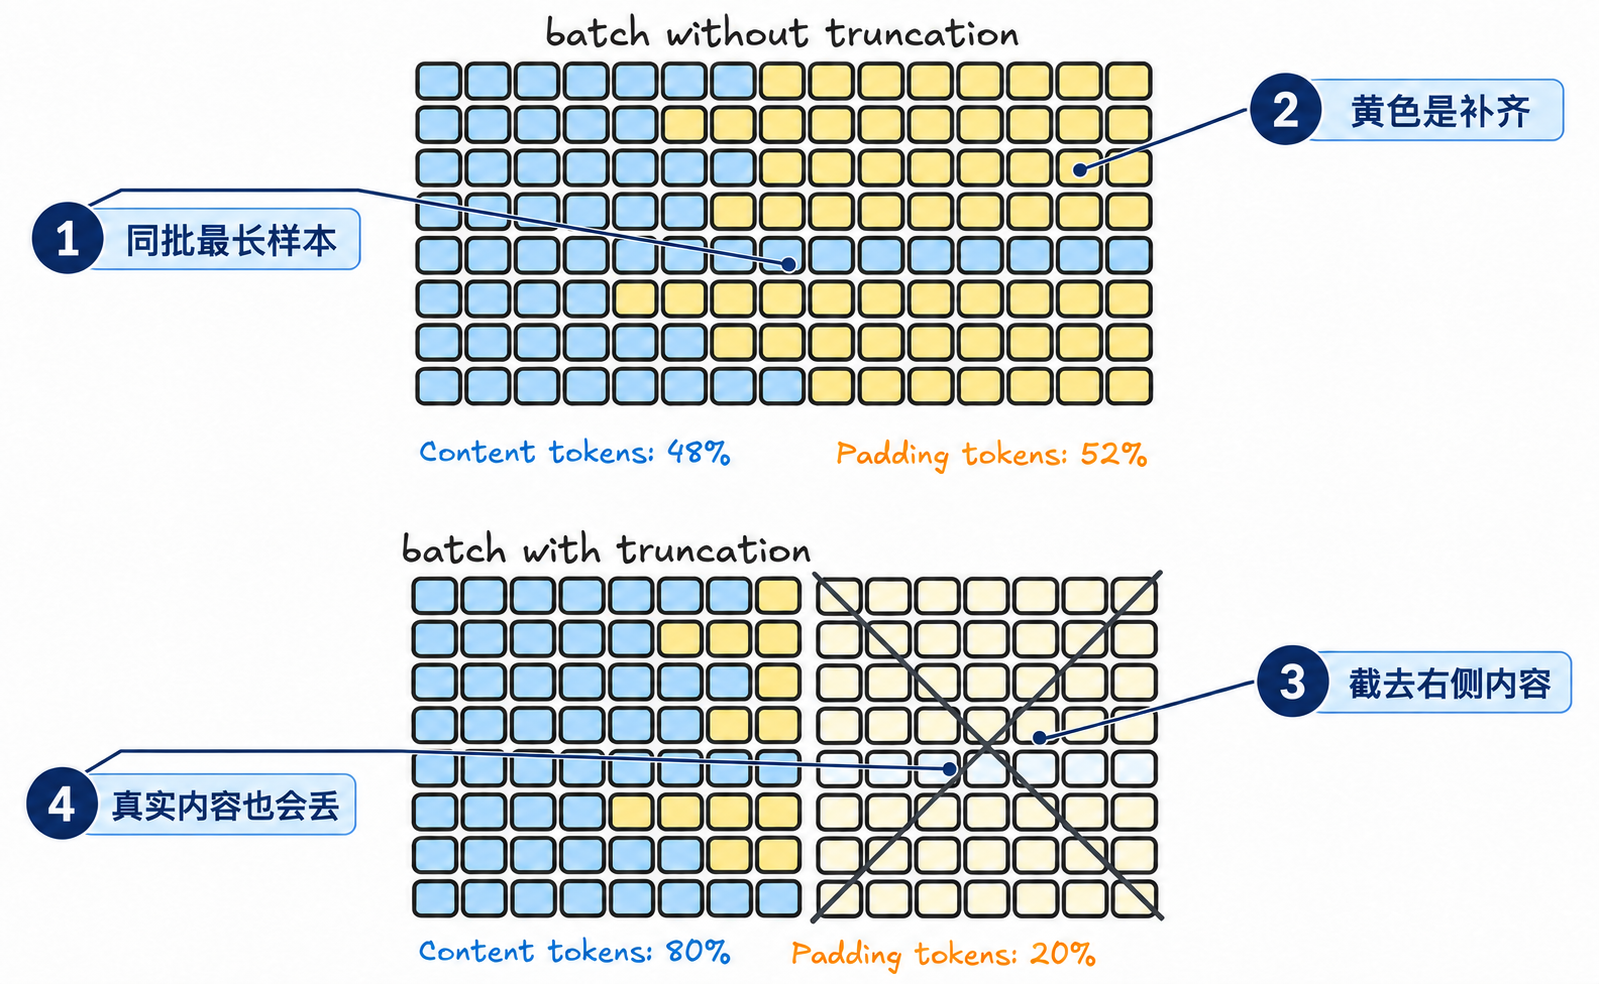 batch without truncation
2 黄色是补齐
1 同批最长样本
Content tokens: 48%
Padding tokens: 52%
batch with truncation
3 截去右侧内容
4 真实内容也会丢
Content tokens: 80%
Padding tokens: 20%